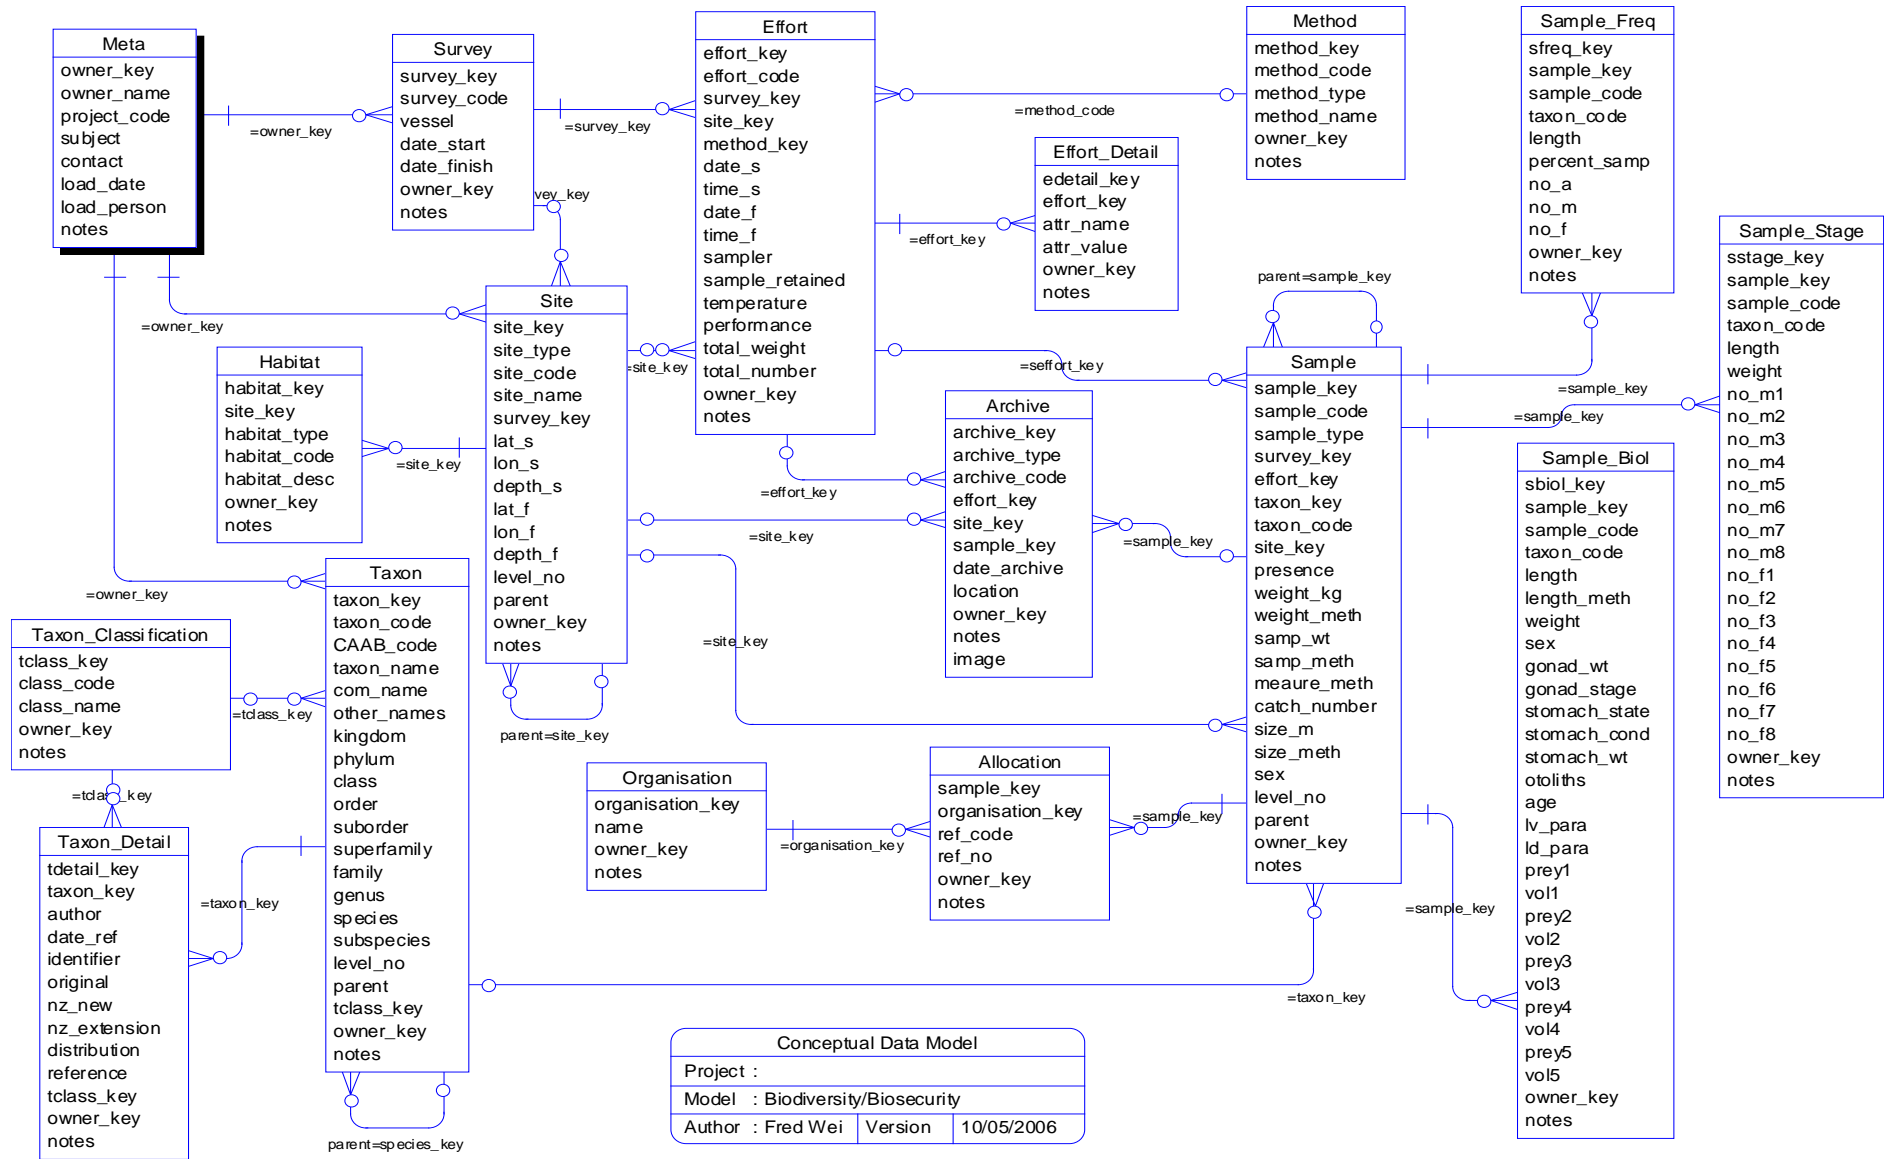 Meta
owner_key
owner_name
project_code
subject
contact
load_date
load_person
notes
Survey
survey_key
survey_code
vessel
date_start
date_finish
owner_key
notes
Effort
effort_key
effort_code
survey_key
site_key
method_key
date_s
time_s
date_f
time_f
sampler
sample_retained
temperature
performance
total_weight
total_number
owner_key
notes
Method
method_key
method_code
method_type
method_name
owner_key
notes
Sample_Freq
sfreq_key
sample_key
sample_code
taxon_code
length
percent_samp
no_a
no_m
no_f
owner_key
notes
Effort_Detail
edetail_key
effort_key
attr_name
attr_value
owner_key
notes
Sample_Stage
sstage_key
sample_key
sample_code
taxon_code
length
weight
no_m1
no_m2
no_m3
no_m4
no_m5
no_m6
no_m7
no_m8
no_f1
no_f2
no_f3
no_f4
no_f5
no_f6
no_f7
no_f8
owner_key
notes
=owner_key
=survey_key
=method_code
=effort_key
vey_key
=owner_key
=site_key
=seffort_key
parent=sample_key
=sample_key
=sample_key
Site
site_key
site_type
site_code
site_name
survey_key
lat_s
lon_s
depth_s
lat_f
lon_f
depth_f
level_no
parent
owner_key
notes
Habitat
habitat_key
site_key
habitat_type
habitat_code
habitat_desc
owner_key
notes
=site_key
=effort_key
=site_key
=sample_key
=site_key
parent=site_key
Archive
archive_key
archive_type
archive_code
effort_key
site_key
sample_key
date_archive
location
owner_key
notes
image
Sample
sample_key
sample_code
sample_type
survey_key
effort_key
taxon_key
taxon_code
site_key
presence
weight_kg
weight_meth
samp_wt
samp_meth
meaure_meth
catch_number
size_m
size_meth
sex
level_no
parent
owner_key
notes
Sample_Biol
sbiol_key
sample_key
sample_code
taxon_code
length
length_meth
weight
sex
gonad_wt
gonad_stage
stomach_state
stomach_cond
stomach_wt
otoliths
age
lv_para
ld_para
prey1
vol1
prey2
vol2
prey3
vol3
prey4
vol4
prey5
vol5
owner_key
notes
=owner_key
Taxon
taxon_key
taxon_code
CAAB_code
taxon_name
com_name
other_names
kingdom
phylum
class
order
suborder
superfamily
family
genus
species
subspecies
level_no
parent
tclass_key
owner_key
notes
Taxon_Classification
tclass_key
class_code
class_name
owner_key
notes
=tclass_key
Taxon_Detail
tdetail_key
taxon_key
author
date_ref
identifier
original
nz_new
nz_extension
distribution
reference
tclass_key
owner_key
notes
=taxon_key
parent=species_key
Organisation
organisation_key
name
owner_key
notes
=organisation_key
Allocation
sample_key
organisation_key
ref_code
ref_no
owner_key
notes
=sample_key
=sample_key
=taxon_key
Conceptual Data Model
Project :
Model : Biodiversity/Biosecurity
Author : Fred Wei Version 10/05/2006